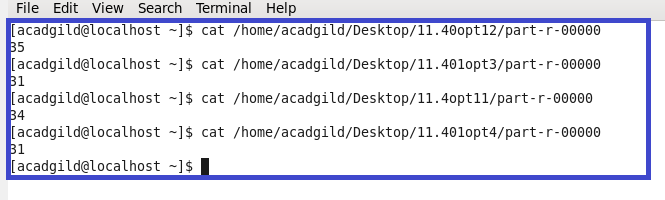 File Edit View Search Terminal Help
[acadgild@localhost ~]$ cat /home/acadgild/Desktop/11.40opt12/part-r-00000
35
[acadgild@localhost ~]$ cat /home/acadgild/Desktop/11.401opt3/part-r-00000
31
[acadgild@localhost ~]$ cat /home/acadgild/Desktop/11.4opt11/part-r-00000
34
[acadgild@localhost ~]$ cat /home/acadgild/Desktop/11.401opt4/part-r-00000
31
[acadgild@localhost ~]$